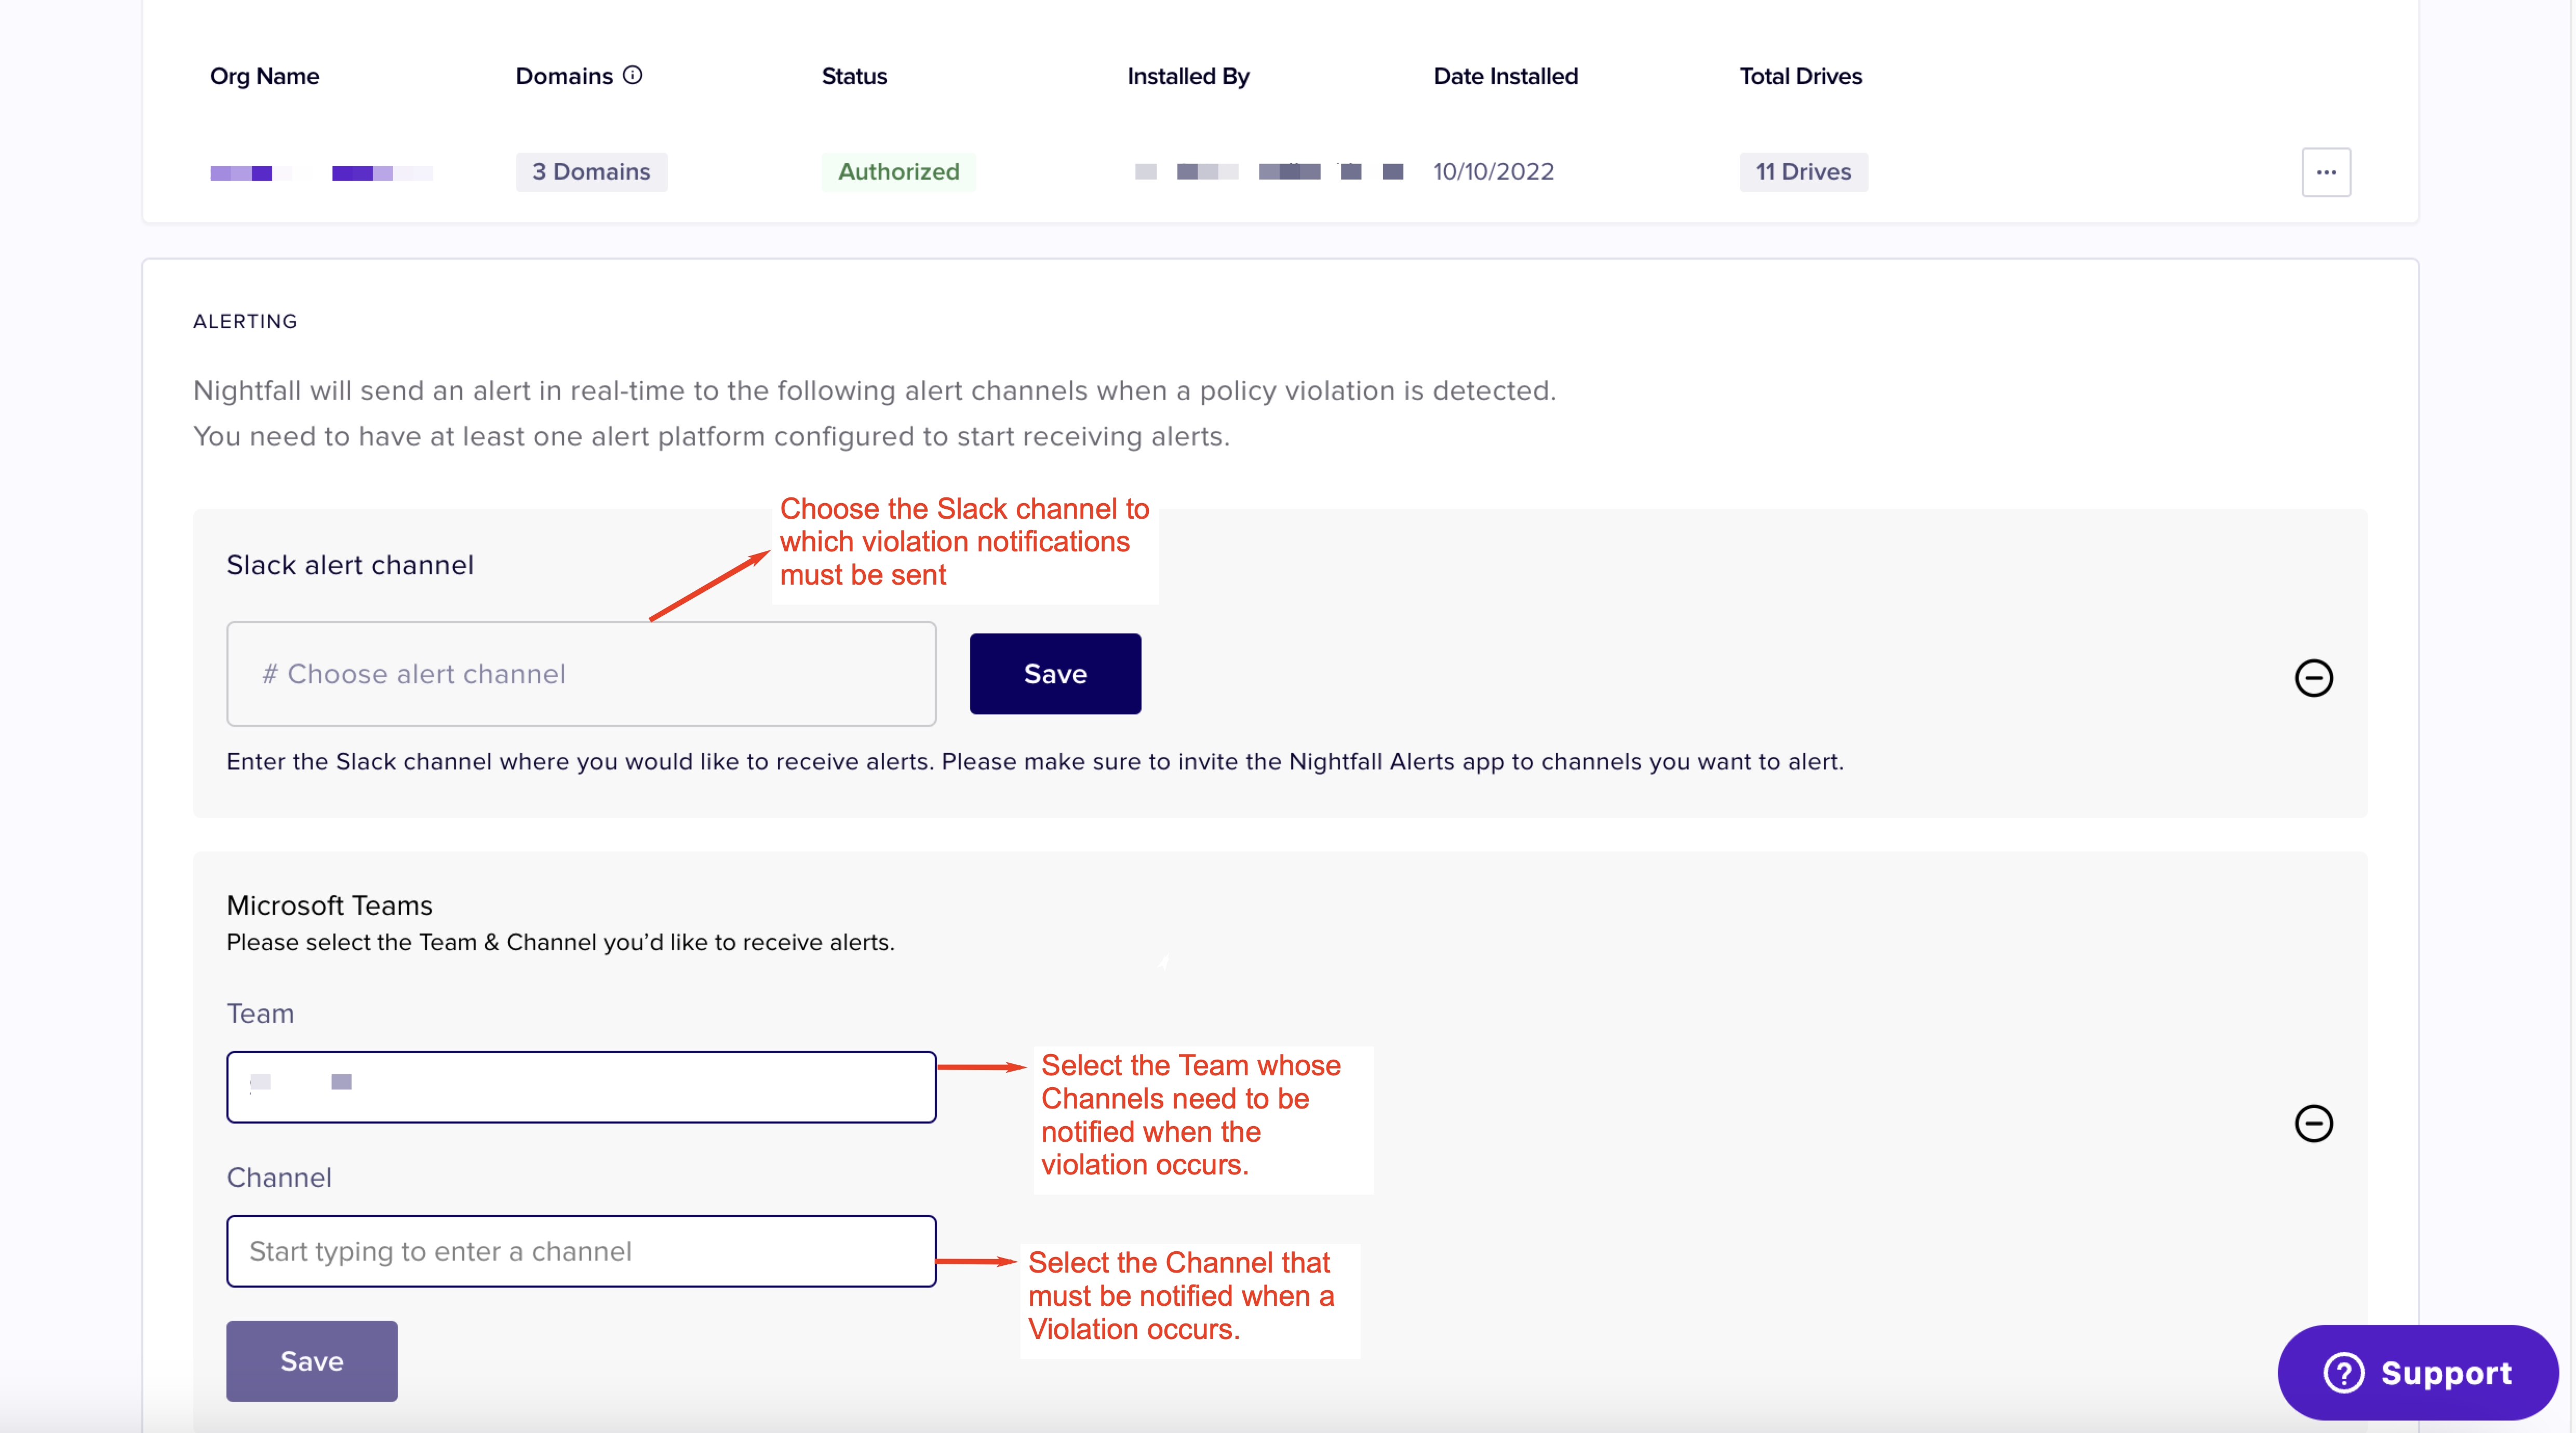 Org Name Domains Status Installed By Date Installed Total Drives
3 Domains Authorized 10/10/2022 11 Drives
ALERTING
Nightfall will send an alert in real-time to the following alert channels when a policy violation is detected.
You need to have at least one alert platform configured to start receiving alerts.
Choose the Slack channel to
which violation notifications
must be sent
Slack alert channel
# Choose alert channel
Save
Enter the Slack channel where you would like to receive alerts. Please make sure to invite the Nightfall Alerts app to channels you want to alert.
Microsoft Teams
Please select the Team & Channel you’d like to receive alerts.
Team
Select the Team whose
Channels need to be
notified when the
violation occurs.
Channel
Start typing to enter a channel
Select the Channel that
must be notified when a
Violation occurs.
Save
Support